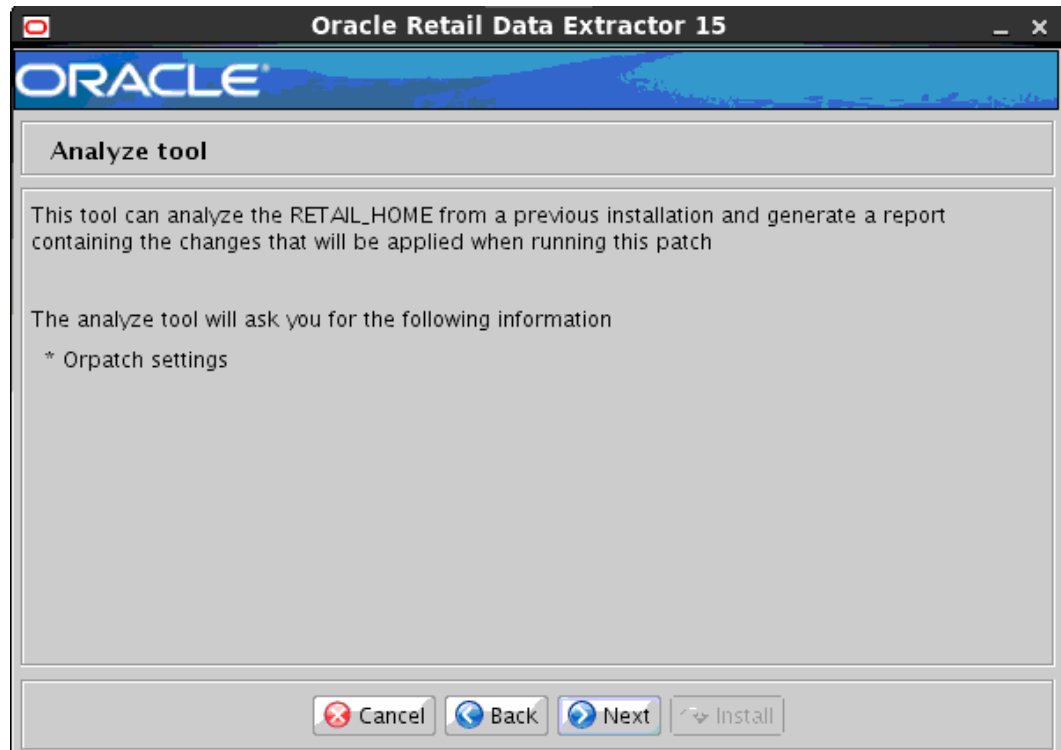 Oracle Retail Data Extractor 15
ORACLE
Analyze tool
This tool can analyze the RETAIL_HOME from a previous installation and generate a report
containing the changes that will be applied when running this patch
The analyze tool will ask you for the following information
* Orpatch settings
Cancel Back Next Install